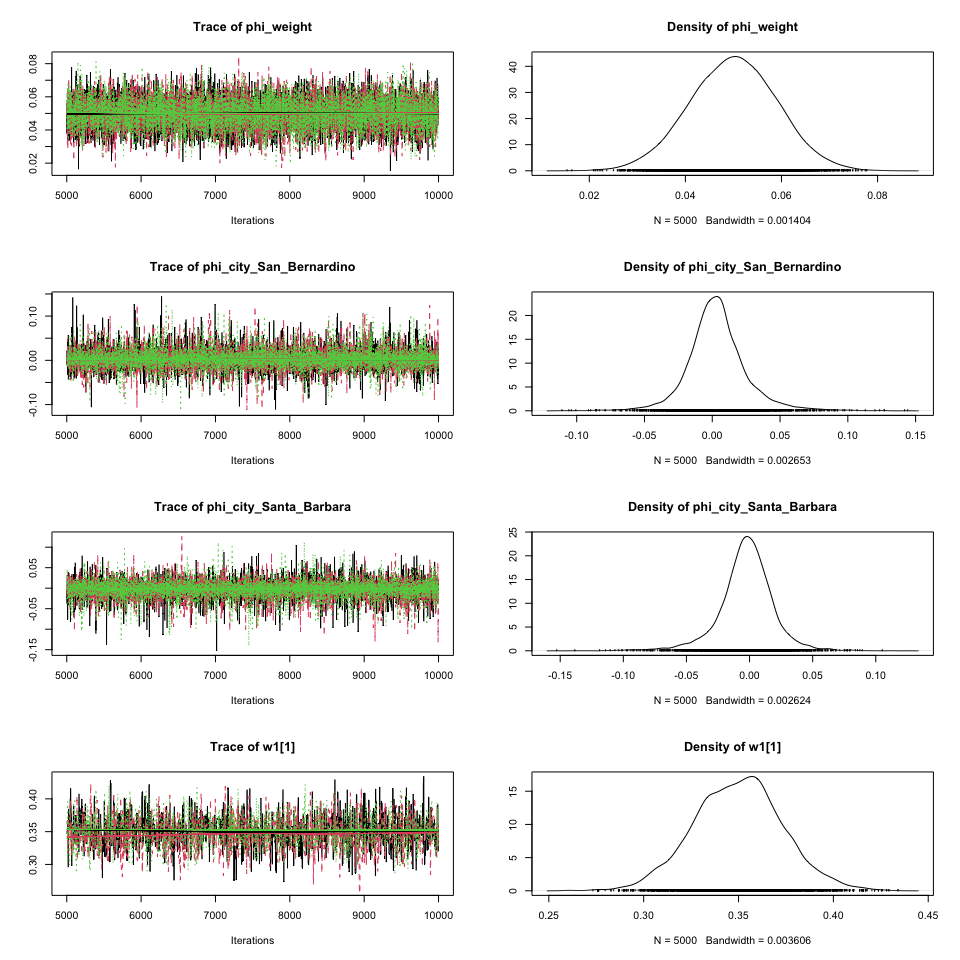 Trace of phi_weight
0.02 0.04 0.06 0.08
5000 6000 7000 8000 9000 10000
Iterations
Density of phi_weight
0 10 20 30 40
0.02 0.04 0.06 0.08
N = 5000 Bandwidth = 0.001404
Trace of phi_city_San_Bernardino
-0.10 0.00 0.10
5000 6000 7000 8000 9000 10000
Iterations
Density of phi_city_San_Bernardino
0 5 10 15 20
-0.10 -0.05 0.00 0.05 0.10 0.15
N = 5000 Bandwidth = 0.002653
Trace of phi_city_Santa_Barbara
-0.15 -0.05 0.05
5000 6000 7000 8000 9000 10000
Iterations
Density of phi_city_Santa_Barbara
0 5 10 15 20 25
-0.15 -0.10 -0.05 0.00 0.05 0.10
N = 5000 Bandwidth = 0.002624
Trace of w1[1]
0.30 0.35 0.40
5000 6000 7000 8000 9000 10000
Iterations
Density of w1[1]
0 5 10 15
0.25 0.30 0.35 0.40 0.45
N = 5000 Bandwidth = 0.003606